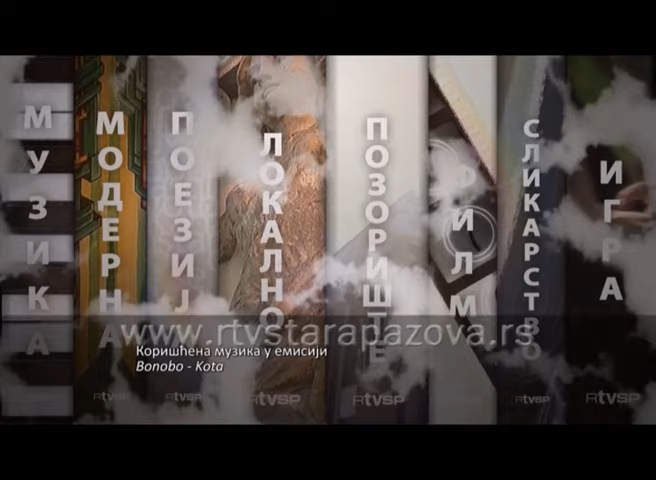 МУЗИКА
МОДЕРНА
ПОЕЗИЈ
ЛОКАЛНО
ПОЗОРИШТЕ
ФИЛМ
СЛИКАРСТВО
ИГРА
www.rtvstarapazova.rs
Коришћена музика у емисији
Bonobo - Kota
RTVSP
RTVSP
RTVSP
RTVSP
RTVSP
RTVSP